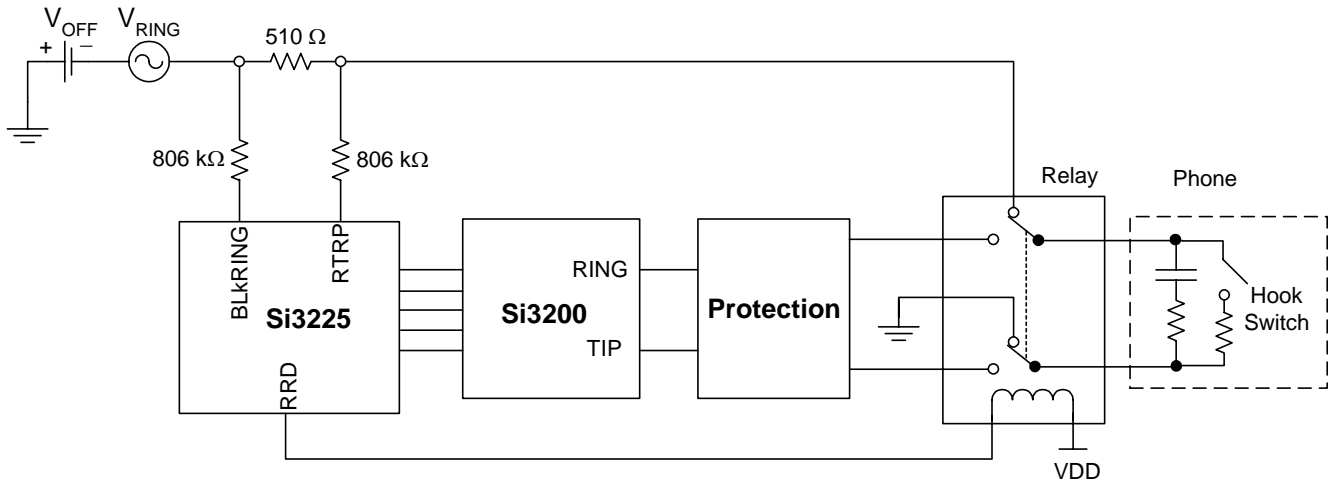 V_OFF V_RING
+ −
510 Ω
806 kΩ 806 kΩ
Relay
Phone
BLkRING
RTRP
RING
Si3225
Si3200
Protection
Hook
Switch
TIP
RRD
VDD